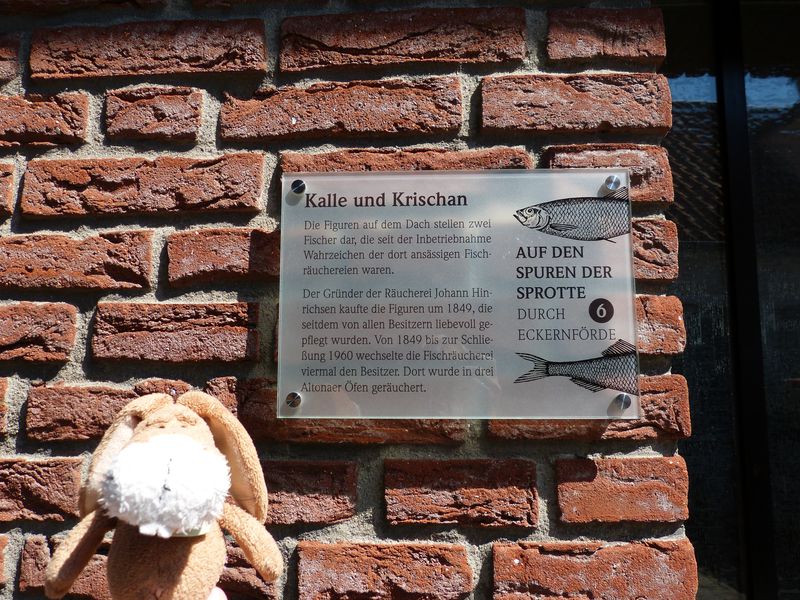 Kalle und Krischan
Die Figuren auf dem Dach stellen zwei
Fischer dar, die seit der Inbetriebnahme
Wahrzeichen der dort ansässigen Fisch-
räuchereien waren.
Der Gründer der Räucherei Johann Hin-
richsen kaufte die Figuren um 1849, die
seitdem von allen Besitzern liebevoll ge-
pflegt wurden. Von 1849 bis zur Schlie-
ßung 1960 wechselte die Fischräucherei
viermal den Besitzer. Dort wurde in drei
Altonaer Öfen geräuchert.
AUF DEN
SPUREN DER
SPROTTE
DURCH 6
ECKERNFÖRDE